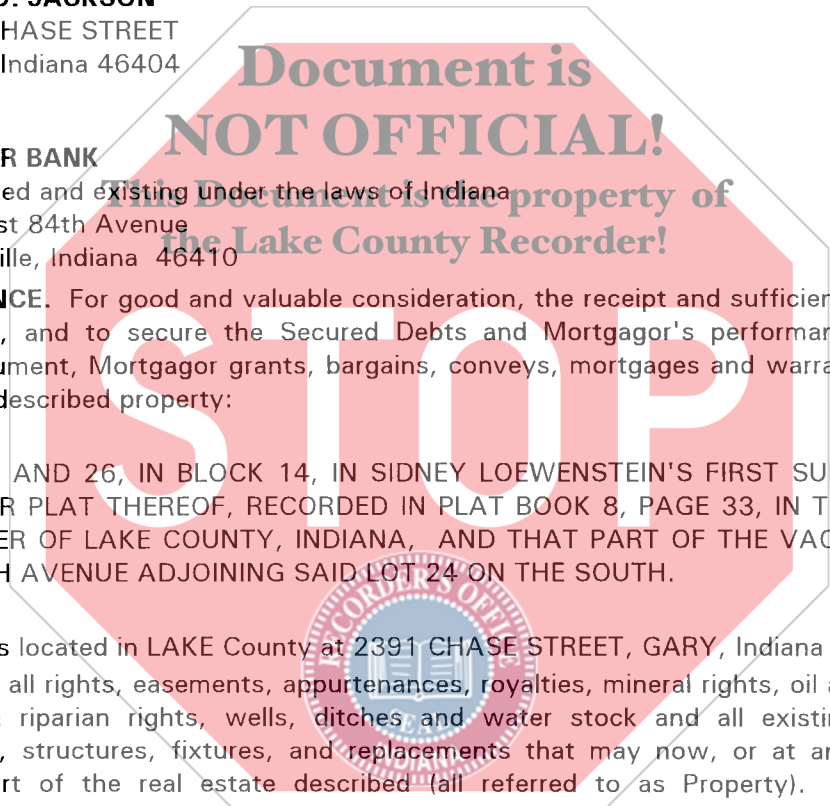 D. JACKSON
HASE STREET
Indiana 46404
Document is
NOT OFFICIAL!
R BANK
This Document is the property of
ed and existing under the laws of Indiana
st 84th Avenue
the Lake County Recorder!
ille, Indiana 46410
NCE. For good and valuable consideration, the receipt and sufficien
, and to secure the Secured Debts and Mortgagor's performan
ument, Mortgagor grants, bargains, conveys, mortgages and warra
described property:
STOP
AND 26, IN BLOCK 14, IN SIDNEY LOEWENSTEIN'S FIRST SU
R PLAT THEREOF, RECORDED IN PLAT BOOK 8, PAGE 33, IN T
ER OF LAKE COUNTY, INDIANA, AND THAT PART OF THE VAC
H AVENUE ADJOINING SAID LOT 24 ON THE SOUTH.
RECORDER'S OFFICE
s located in LAKE County at 2391 CHASE STREET, GARY, Indiana
all rights, easements, appurtenances, royalties, mineral rights, oil a
riparian rights, wells, ditches and water stock and all existin
SEAL
, structures, fixtures, and replacements that may now, or at an
INDIANA
rt of the real estate described (all referred to as Property).